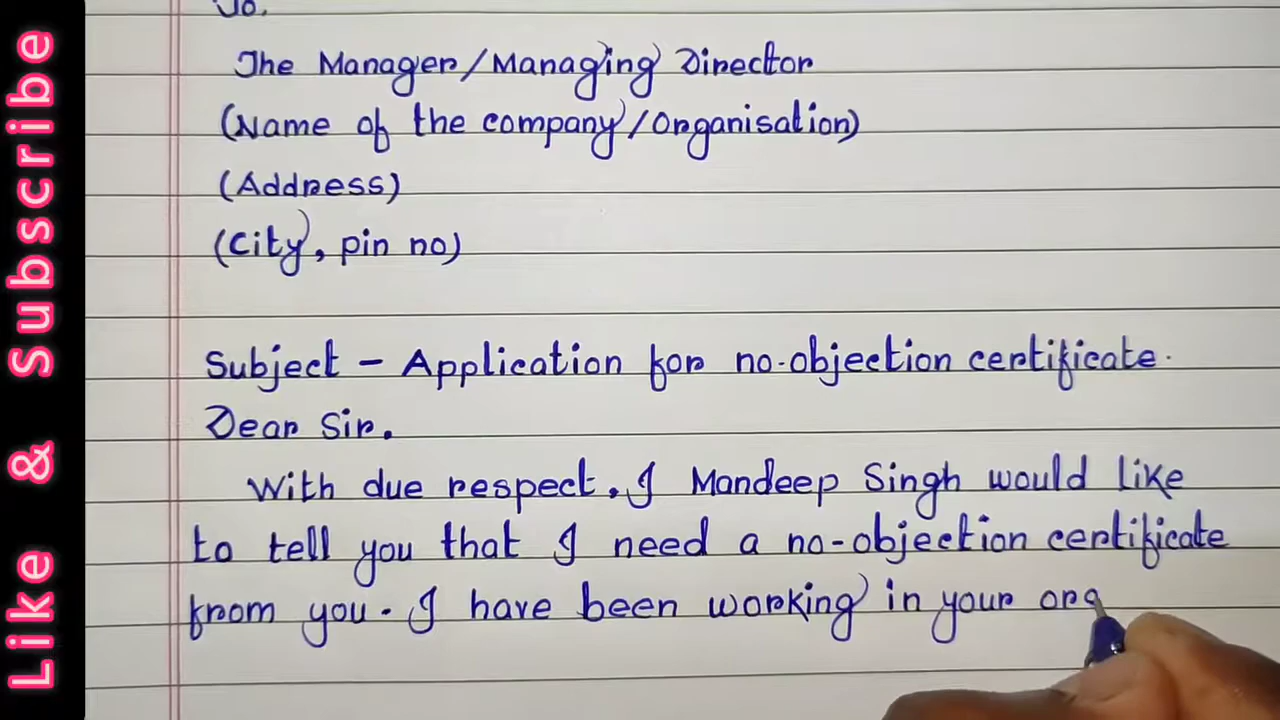 To,
The Manager/Managing Director
(Name of the company/Organisation)
(Address)
(City, pin no)
Subject - Application for no-objection certificate.
Dear Sir.
With due respect, I Mandeep Singh would like
to tell you that I need a no-objection certificate
from you. I have been working in your org
Like & Subscribe